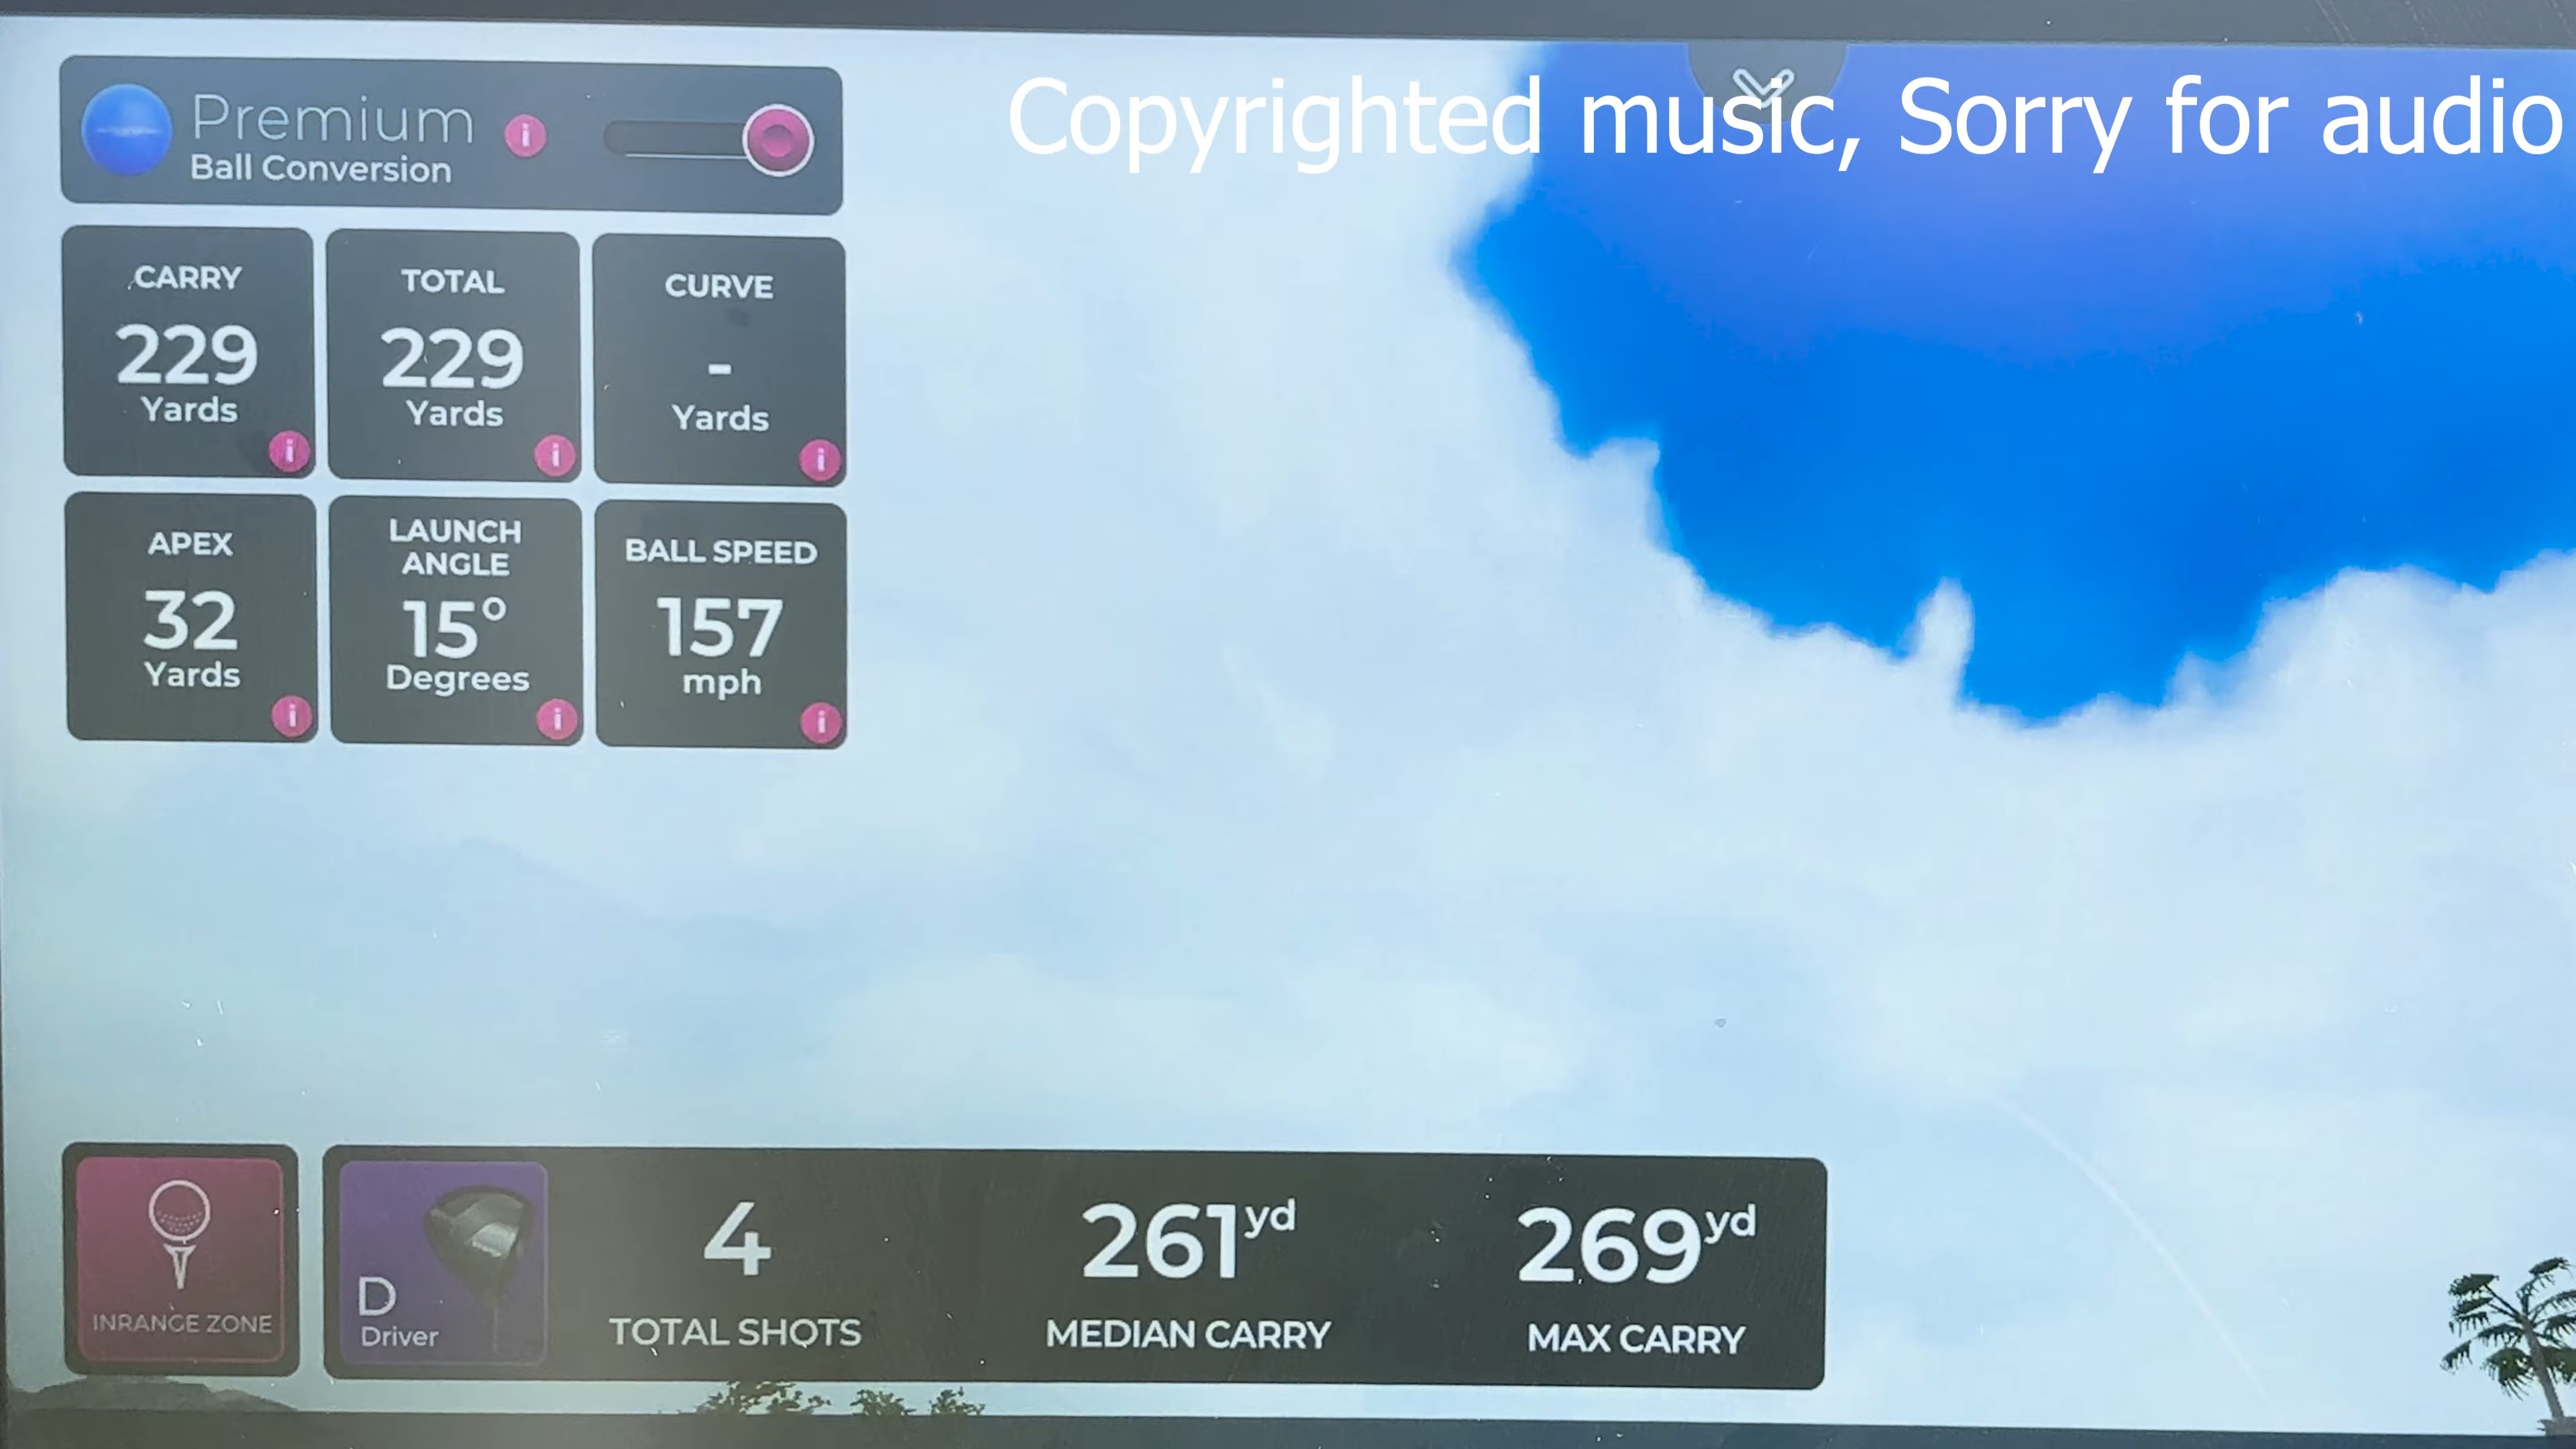 Copyrighted music, Sorry for audio
Premium
Ball Conversion
CARRY
229
Yards
TOTAL
229
Yards
CURVE
-
Yards
APEX
32
Yards
LAUNCH
ANGLE
15°
Degrees
BALL SPEED
157
mph
INRANGE ZONE
D
Driver
4
TOTAL SHOTS
261yd
MEDIAN CARRY
269yd
MAX CARRY